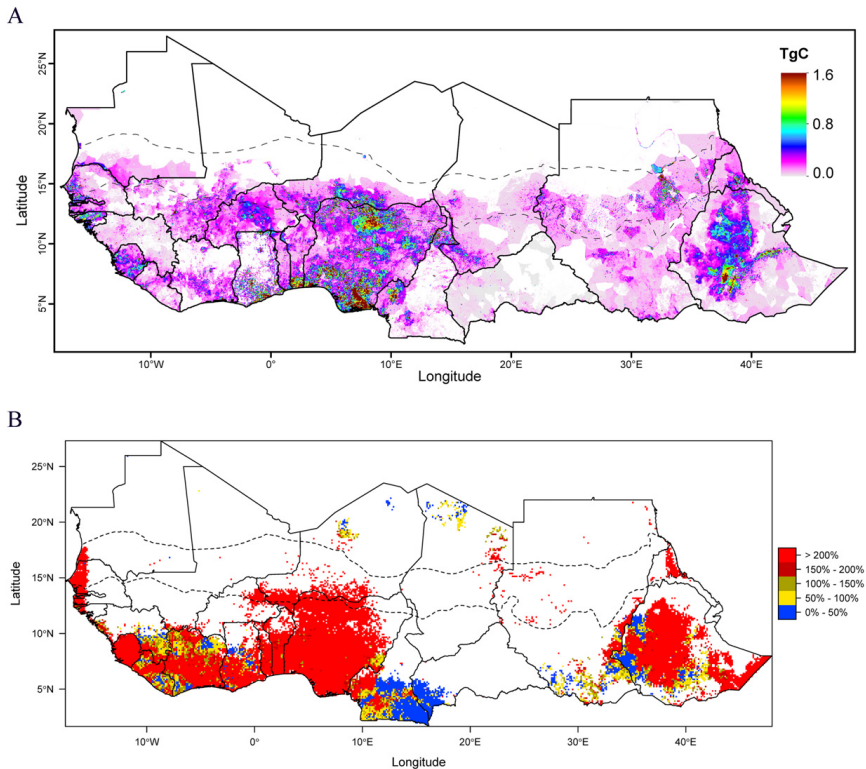 A
TgC
1.6
0.8
0.0
25°N
20°N
15°N
10°N
5°N
Latitude
10°W 0° 10°E 20°E 30°E 40°E
Longitude
B
25°N
20°N
15°N
10°N
5°N
Latitude
> 200%
150% - 200%
100% - 150%
50% - 100%
0% - 50%
10°W 0° 10°E 20°E 30°E 40°E
Longitude